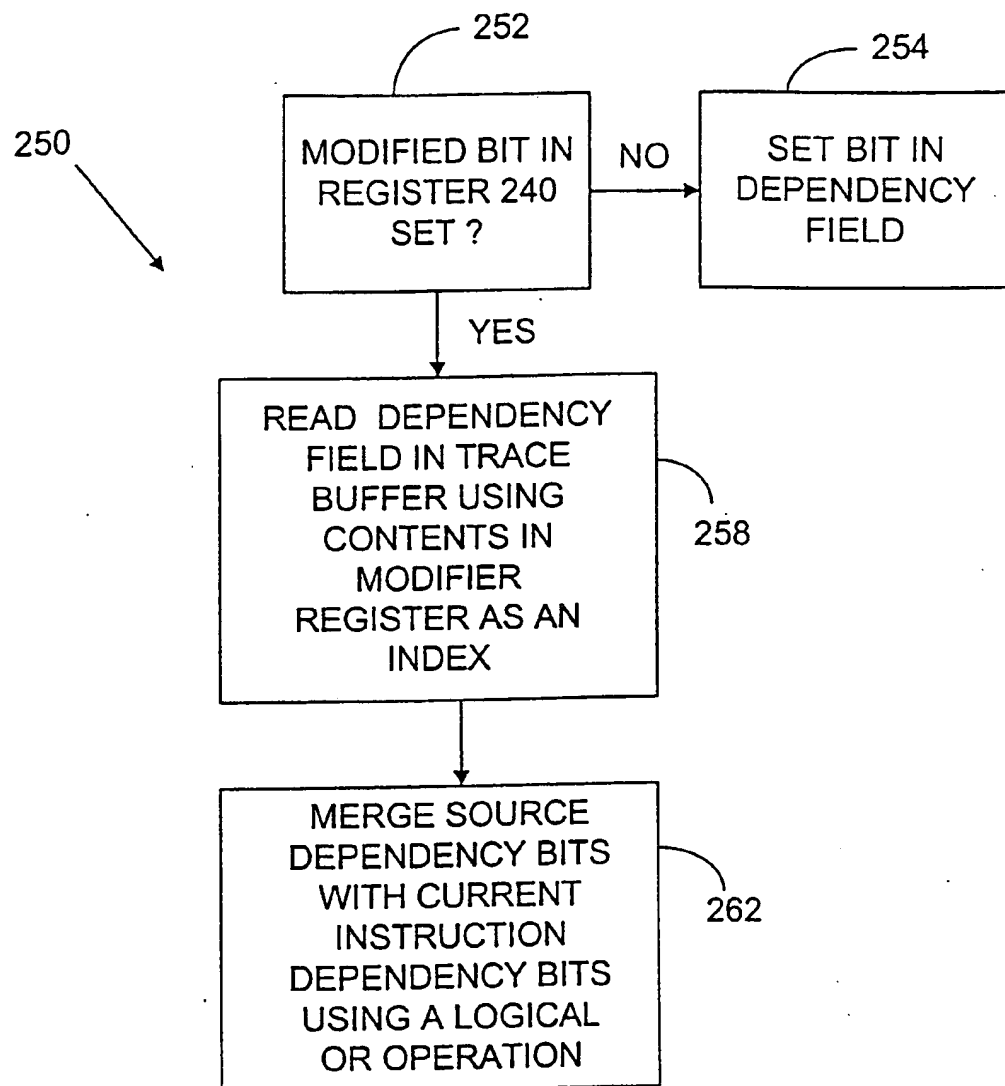 252
254
250
MODIFIED BIT IN
REGISTER 240
SET ?
NO
SET BIT IN
DEPENDENCY
FIELD
YES
READ DEPENDENCY
FIELD IN TRACE
BUFFER USING
CONTENTS IN
MODIFIER
REGISTER AS AN
INDEX
258
MERGE SOURCE
DEPENDENCY BITS
WITH CURRENT
INSTRUCTION
DEPENDENCY BITS
USING A LOGICAL
OR OPERATION
262